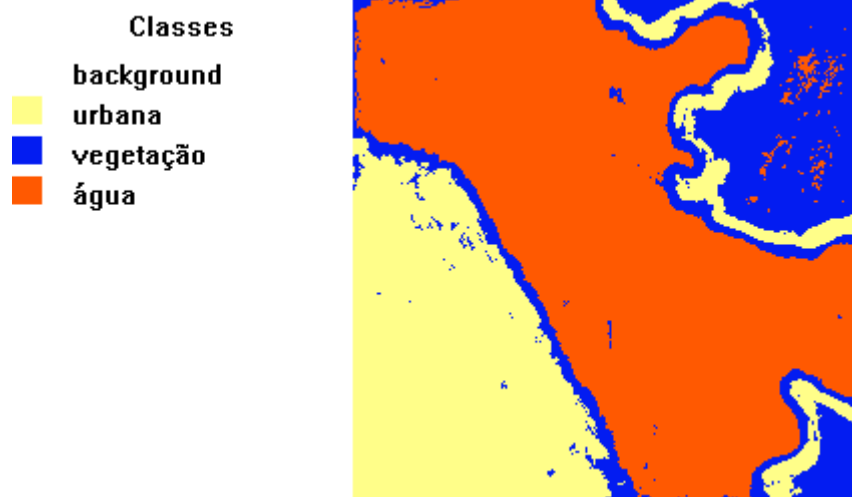 Classes
background
urbana
vegetação
água